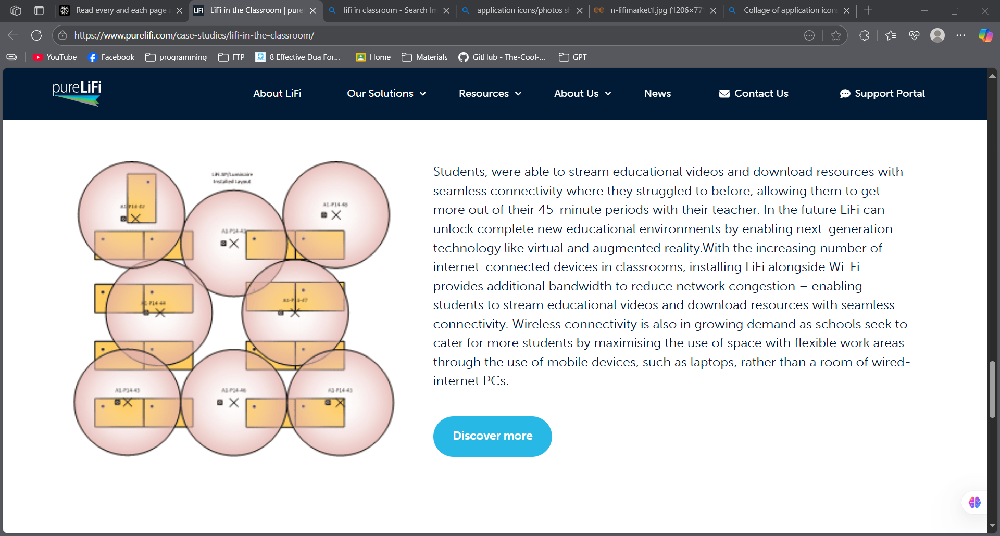 Read every and each page
LiFi in the Classroom | pure
lifi in classroom - Search Im
application icons/photos sh
n-lifimarket1.jpg (1206×77
Collage of application icon
https://www.purelifi.com/case-studies/lifi-in-the-classroom/
YouTube
Facebook
programming
FTP
8 Effective Dua For...
Home
Materials
GitHub - The-Cool-...
GPT
pureLiFi
About LiFi
Our Solutions
Resources
About Us
News
Contact Us
Support Portal
LiFi AP/Luminaire
Installed Layout
A1-P14-42
A1-P14-48
A1-P14-44
A1-P14-47
A1-P14-45
A1-P14-46
A1-P14-45
Students, were able to stream educational videos and download resources with
seamless connectivity where they struggled to before, allowing them to get
more out of their 45-minute periods with their teacher. In the future LiFi can
unlock complete new educational environments by enabling next-generation
technology like virtual and augmented reality.With the increasing number of
internet-connected devices in classrooms, installing LiFi alongside Wi-Fi
provides additional bandwidth to reduce network congestion – enabling
students to stream educational videos and download resources with seamless
connectivity. Wireless connectivity is also in growing demand as schools seek to
cater for more students by maximising the use of space with flexible work areas
through the use of mobile devices, such as laptops, rather than a room of wired-
internet PCs.
Discover more